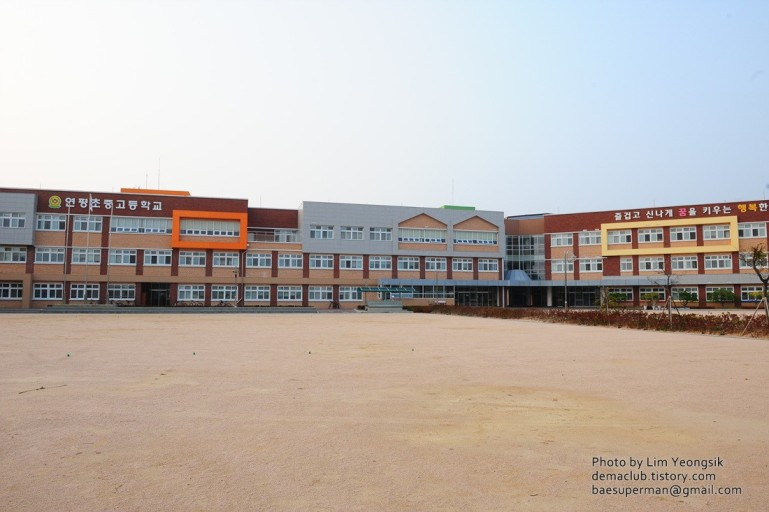 연평초중고등학교
즐겁고 신나게 꿈을 키우는 행복한
Photo by Lim Yeongsik
demaclub.tistory.com
baesuperman@gmail.com